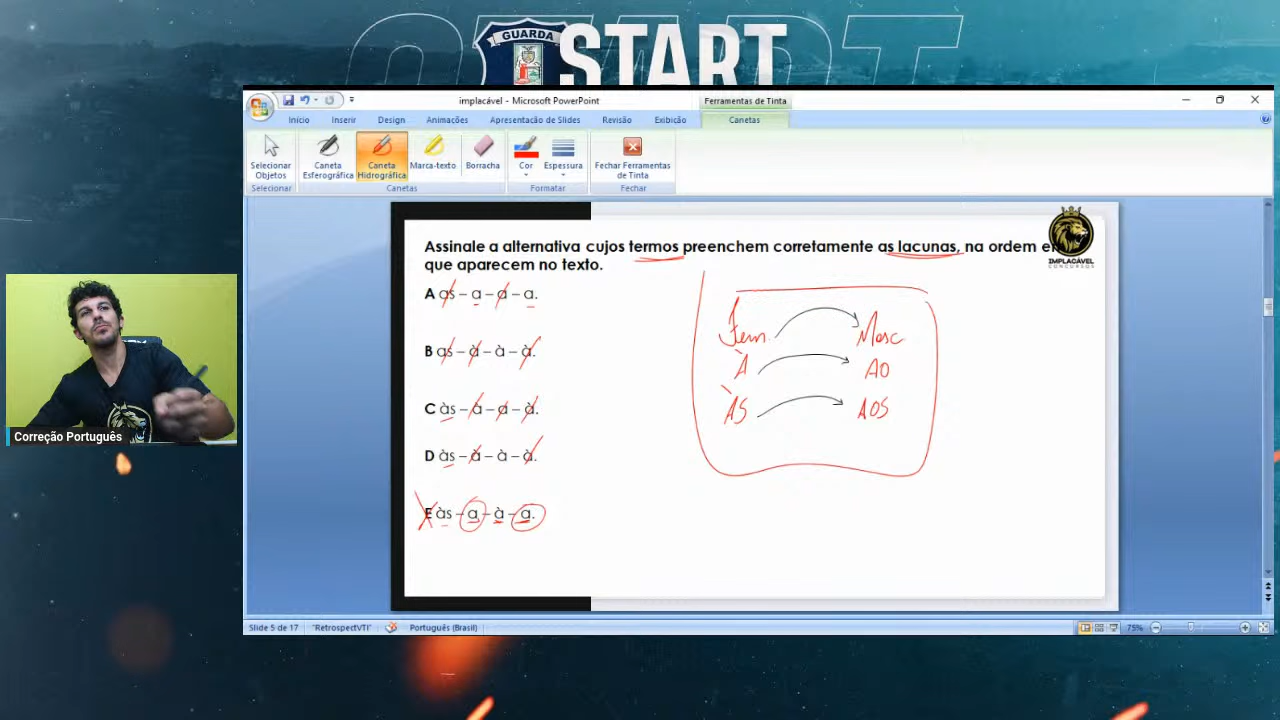 GUARDA
START
implacável - Microsoft PowerPoint
Ferramentas de Tinta
Início
Inserir
Design
Animações
Apresentação de Slides
Revisão
Exibição
Canetas
Selecionar Objetos
Caneta Esferográfica
Caneta Hidrográfica
Marca-texto
Borracha
Cor
Espessura
Fechar Ferramentas de Tinta
Selecionar
Canetas
Formatar
Fechar
Assinale a alternativa cujos termos preenchem corretamente as lacunas, na ordem e
que aparecem no texto.
IMPLACÁVEL
CONCURSOS
A as – a – a – a.
B as – à – à – à.
C às – à – a – à.
D às – à – à – à.
E às – a – à – a.
Fem Masc
À AO
ÀS AOS
Correção Português
Slide 5 de 17
"RetrospectVTI"
Português (Brasil)
75%